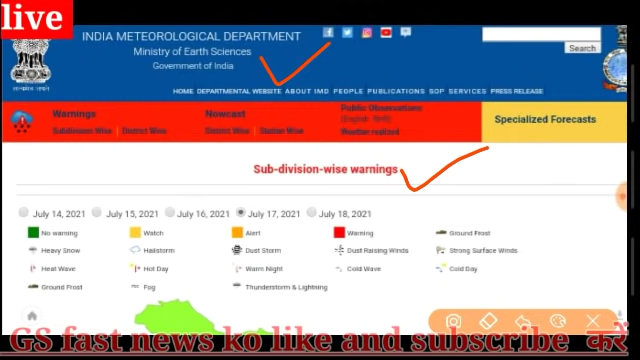 live
INDIA METEOROLOGICAL DEPARTMENT
Ministry of Earth Sciences
Government of India
Search
सत्यमेव जयते
HOME DEPARTMENTAL WEBSITE ABOUT IMD PEOPLE PUBLICATIONS SOP SERVICES PRESS RELEASE
Warnings
Subdivision Wise | District Wise
Nowcast
District Wise | Station Wise
Public Observations
(English, हिन्दी)
Weather realized
Specialized Forecasts
Sub-division-wise warnings
July 14, 2021 July 15, 2021 July 16, 2021 July 17, 2021 July 18, 2021
No warning Watch Alert Warning Ground Frost
Heavy Snow Hailstorm Dust Storm Dust Raising Winds Strong Surface Winds
Heat Wave Hot Day Warm Night Cold Wave Cold Day
Ground Frost Fog Thunderstorm & Lightning
GS fast news ko like and subscribe करें